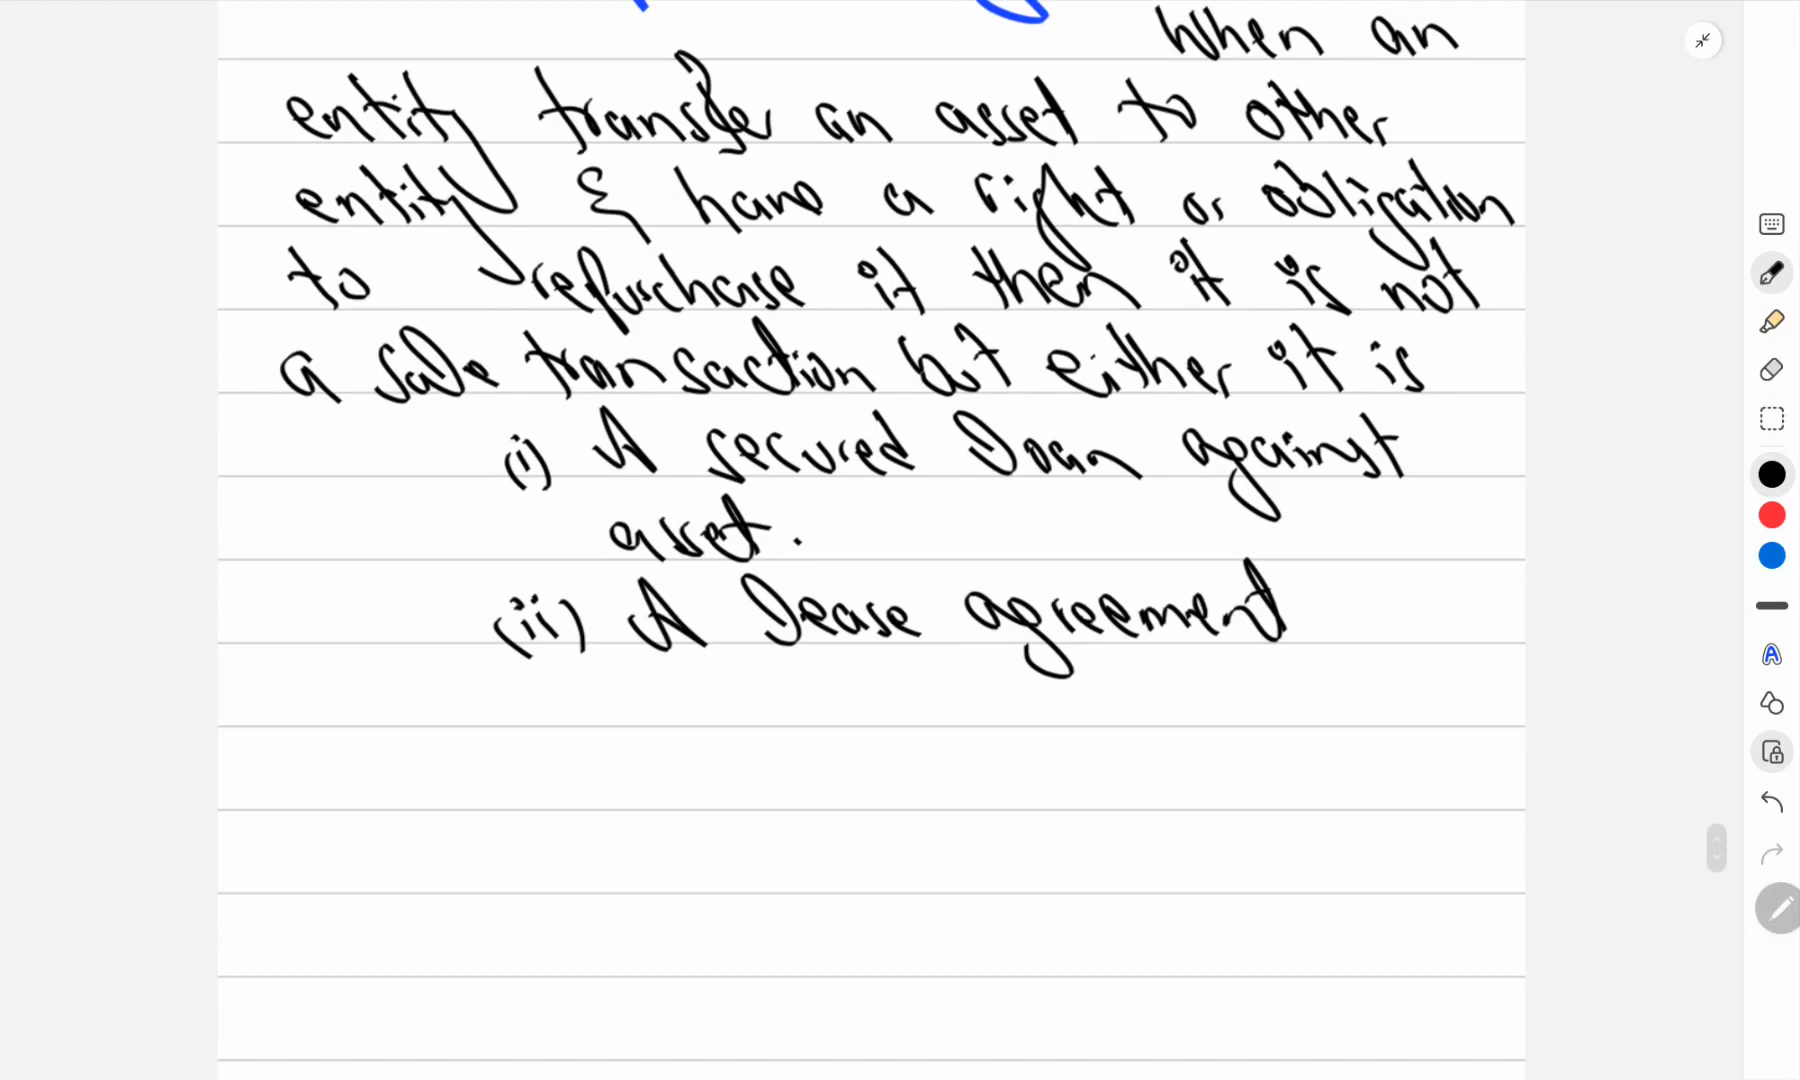 When an
entity transfer an asset to other
entity & have a right or obligation
to repurchase it then it is not
a sale transaction but either it is
(i) A secured loan against
asset.
(ii) A lease agreement